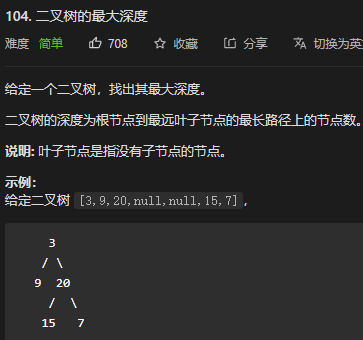 104. 二叉树的最大深度
难度 简单 708 收藏 分享 切换为英
给定一个二叉树，找出其最大深度。
二叉树的深度为根节点到最远叶子节点的最长路径上的节点数。
说明: 叶子节点是指没有子节点的节点。
示例：
给定二叉树 [3,9,20,null,null,15,7]，
3
/ \
9 20
/ \
15 7